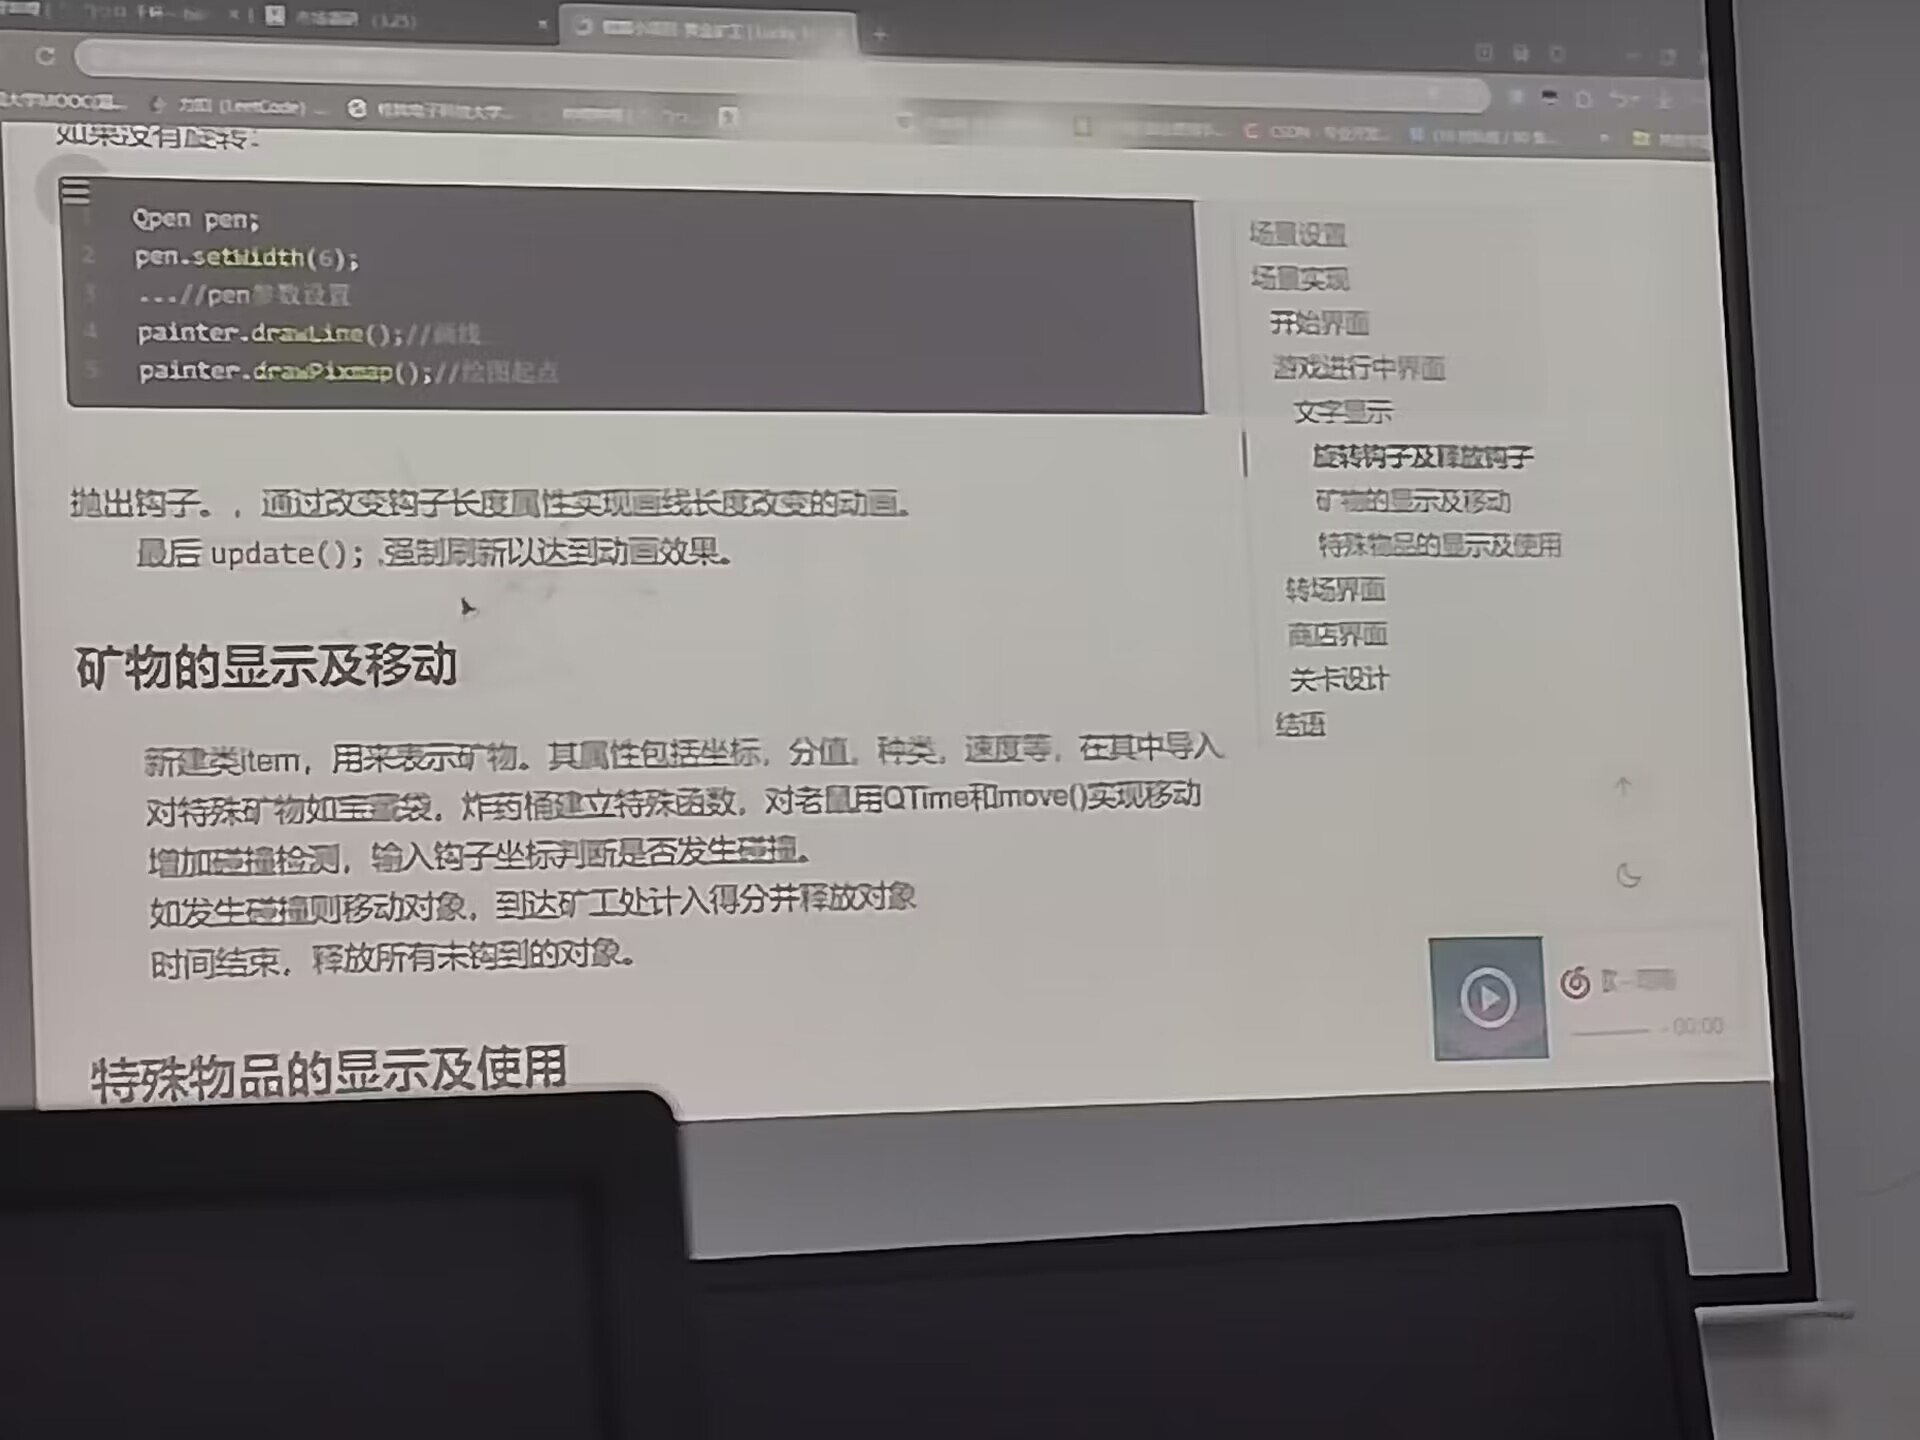 力扣 (LeetCode)
CSDN - 专业开发...
如果没有旋转：
1 Qpen pen;
2 pen.setWidth(6);
3 ...//pen参数设置
4 painter.drawLine();//画线
5 painter.drawPixmap();//绘图起点
抛出钩子。，通过改变钩子长度属性实现画线长度改变的动画。
最后 update(); 强制刷新以达到动画效果。
矿物的显示及移动
新建类item，用来表示矿物。其属性包括坐标，分值，种类，速度等，在其中导入
对特殊矿物如宝藏袋，炸药桶建立特殊函数，对老鼠用QTime和move()实现移动
增加碰撞检测，输入钩子坐标判断是否发生碰撞。
如发生碰撞则移动对象，到达矿工处计入得分并释放对象
时间结束，释放所有未钩到的对象。
特殊物品的显示及使用
场景设置
场景实现
开始界面
游戏进行中界面
文字显示
旋转钩子及释放钩子
矿物的显示及移动
特殊物品的显示及使用
转场界面
商店界面
关卡设计
结语
- 00:00